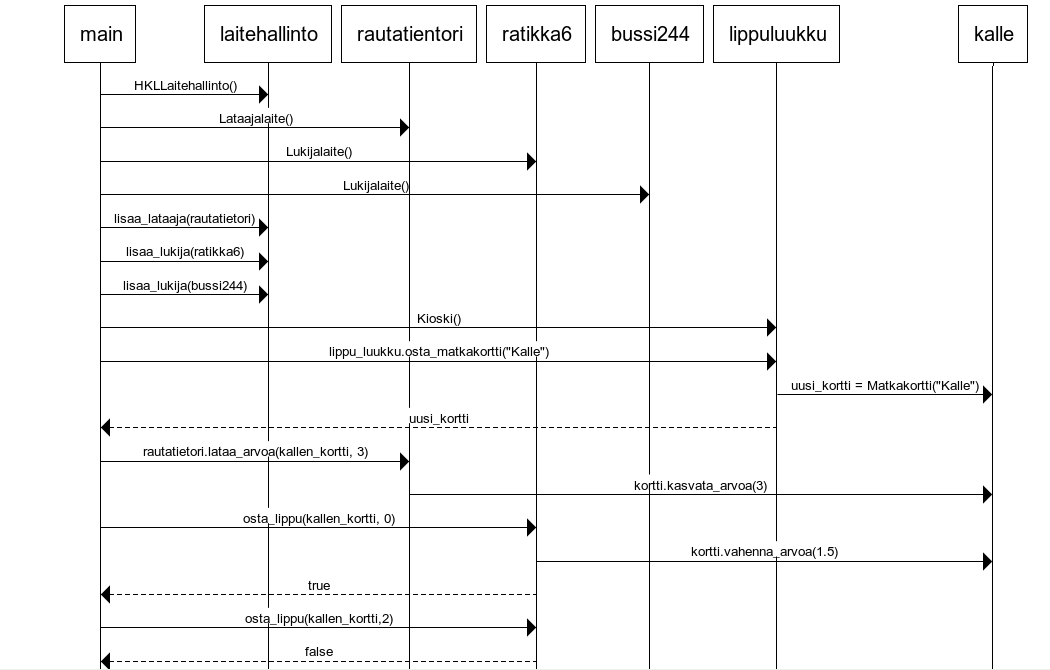 main laitehallinto rautatientori ratikka6 bussi244 lippuluukku kalle
HKLLaitehallinto()
Lataajalaite()
Lukijalaite()
Lukijalaite()
lisaa_lataaja(rautatietori)
lisaa_lukija(ratikka6)
lisaa_lukija(bussi244)
Kioski()
lippu_luukku.osta_matkakortti("Kalle")
uusi_kortti = Matkakortti("Kalle")
uusi_kortti
rautatietori.lataa_arvoa(kallen_kortti, 3)
kortti.kasvata_arvoa(3)
osta_lippu(kallen_kortti, 0)
kortti.vahenna_arvoa(1.5)
true
osta_lippu(kallen_kortti,2)
false